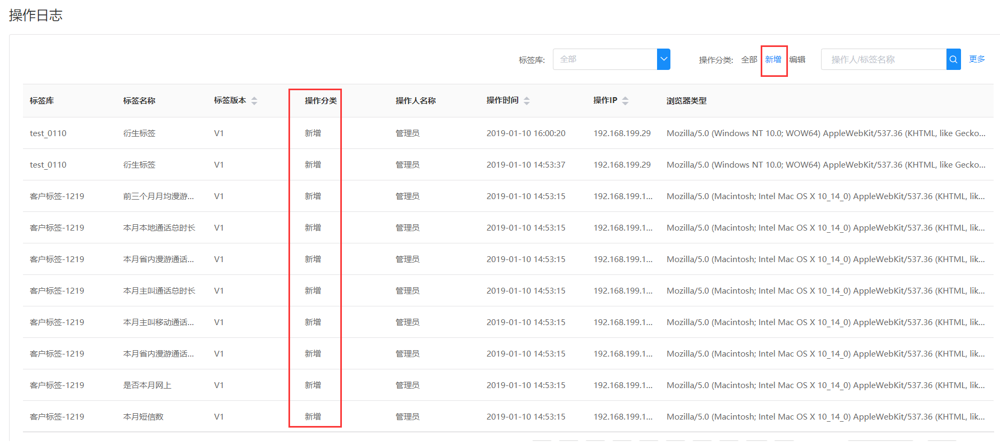 操作日志
标签库: 全部 操作分类: 全部 新增 编辑 操作人/标签名称 更多
标签库 标签名称 标签版本 操作分类 操作人名称 操作时间 操作IP 浏览器类型
test_0110 衍生标签 V1 新增 管理员 2019-01-10 16:00:20 192.168.199.29 Mozilla/5.0 (Windows NT 10.0; WOW64) AppleWebKit/537.36 (KHTML, like Gecko...
test_0110 衍生标签 V1 新增 管理员 2019-01-10 14:53:37 192.168.199.29 Mozilla/5.0 (Windows NT 10.0; WOW64) AppleWebKit/537.36 (KHTML, like Gecko...
客户标签-1219 前三个月月均漫游... V1 新增 管理员 2019-01-10 14:53:15 192.168.199.1... Mozilla/5.0 (Macintosh; Intel Mac OS X 10_14_0) AppleWebKit/537.36 (KHTML, lik...
客户标签-1219 本月本地通话总时长 V1 新增 管理员 2019-01-10 14:53:15 192.168.199.1... Mozilla/5.0 (Macintosh; Intel Mac OS X 10_14_0) AppleWebKit/537.36 (KHTML, lik...
客户标签-1219 本月省内漫游通话... V1 新增 管理员 2019-01-10 14:53:15 192.168.199.1... Mozilla/5.0 (Macintosh; Intel Mac OS X 10_14_0) AppleWebKit/537.36 (KHTML, lik...
客户标签-1219 本月主叫通话总时长 V1 新增 管理员 2019-01-10 14:53:15 192.168.199.1... Mozilla/5.0 (Macintosh; Intel Mac OS X 10_14_0) AppleWebKit/537.36 (KHTML, lik...
客户标签-1219 本月主叫移动通话... V1 新增 管理员 2019-01-10 14:53:15 192.168.199.1... Mozilla/5.0 (Macintosh; Intel Mac OS X 10_14_0) AppleWebKit/537.36 (KHTML, lik...
客户标签-1219 本月省内漫游通话... V1 新增 管理员 2019-01-10 14:53:15 192.168.199.1... Mozilla/5.0 (Macintosh; Intel Mac OS X 10_14_0) AppleWebKit/537.36 (KHTML, lik...
客户标签-1219 是否本月网上 V1 新增 管理员 2019-01-10 14:53:15 192.168.199.1... Mozilla/5.0 (Macintosh; Intel Mac OS X 10_14_0) AppleWebKit/537.36 (KHTML, lik...
客户标签-1219 本月短信数 V1 新增 管理员 2019-01-10 14:53:15 192.168.199.1... Mozilla/5.0 (Macintosh; Intel Mac OS X 10_14_0) AppleWebKit/537.36 (KHTML, lik...